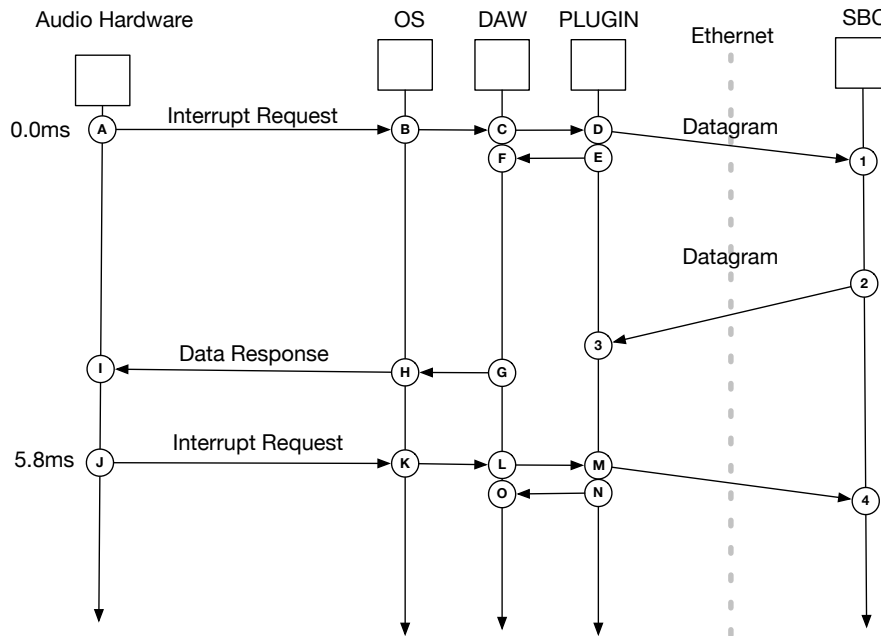 Audio Hardware
OS
DAW
PLUGIN
Ethernet
SBC
0.0ms
A
Interrupt Request
B
C
D
Datagram
F
E
1
Datagram
2
3
I
Data Response
H
G
5.8ms
J
Interrupt Request
K
L
M
O
N
4